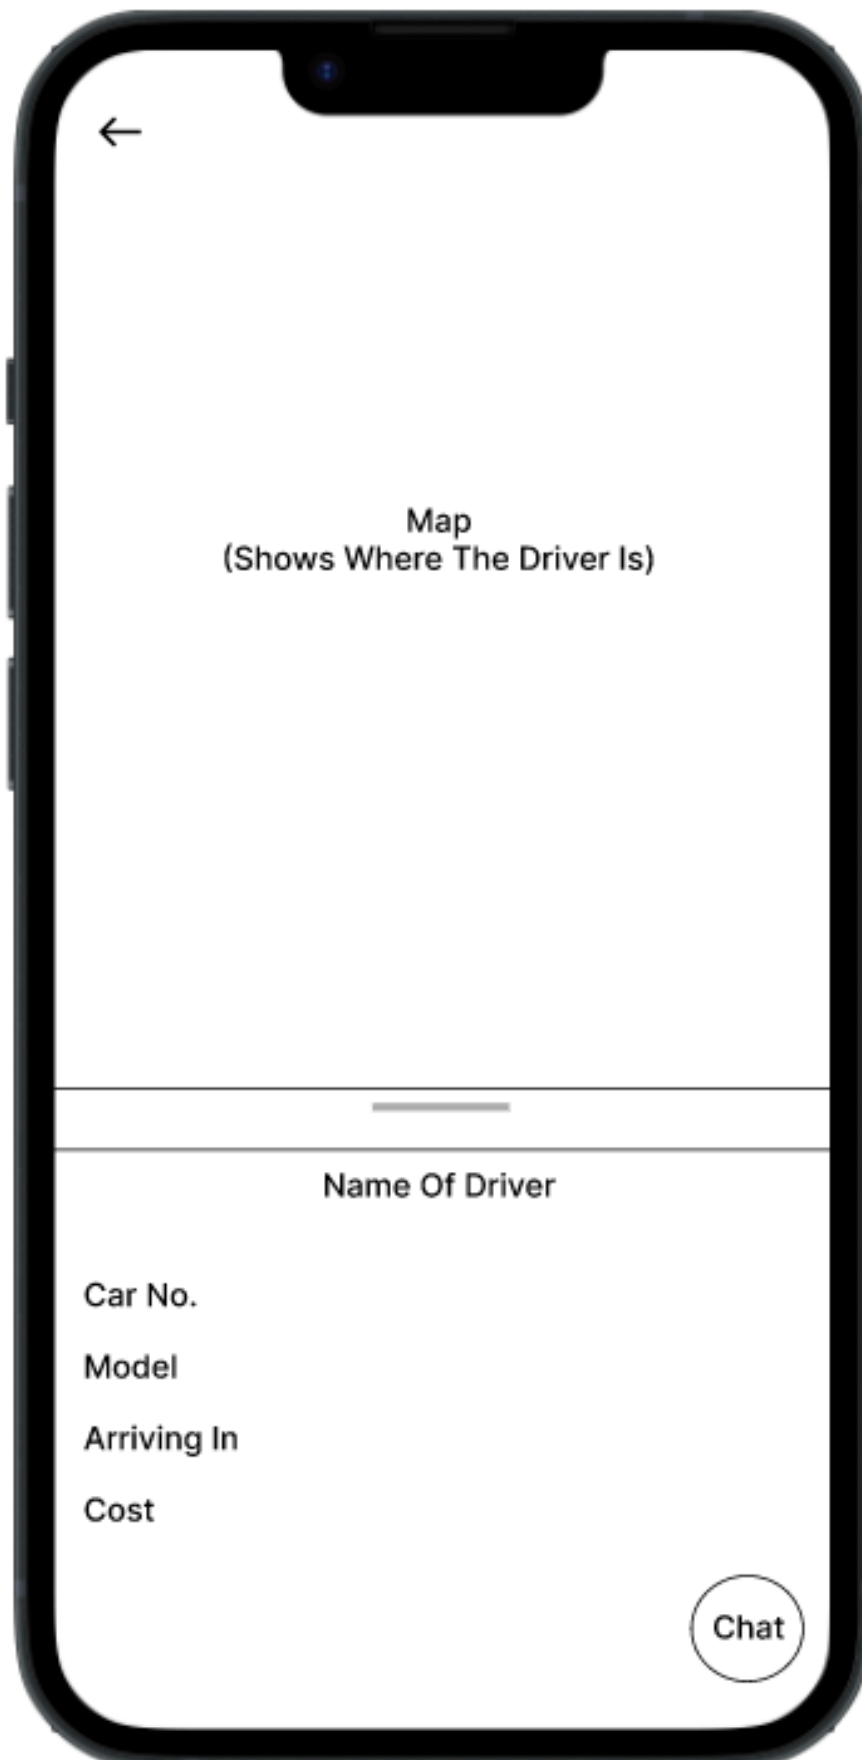 Map
(Shows Where The Driver Is)
Name Of Driver
Car No.
Model
Arriving In
Cost
Chat